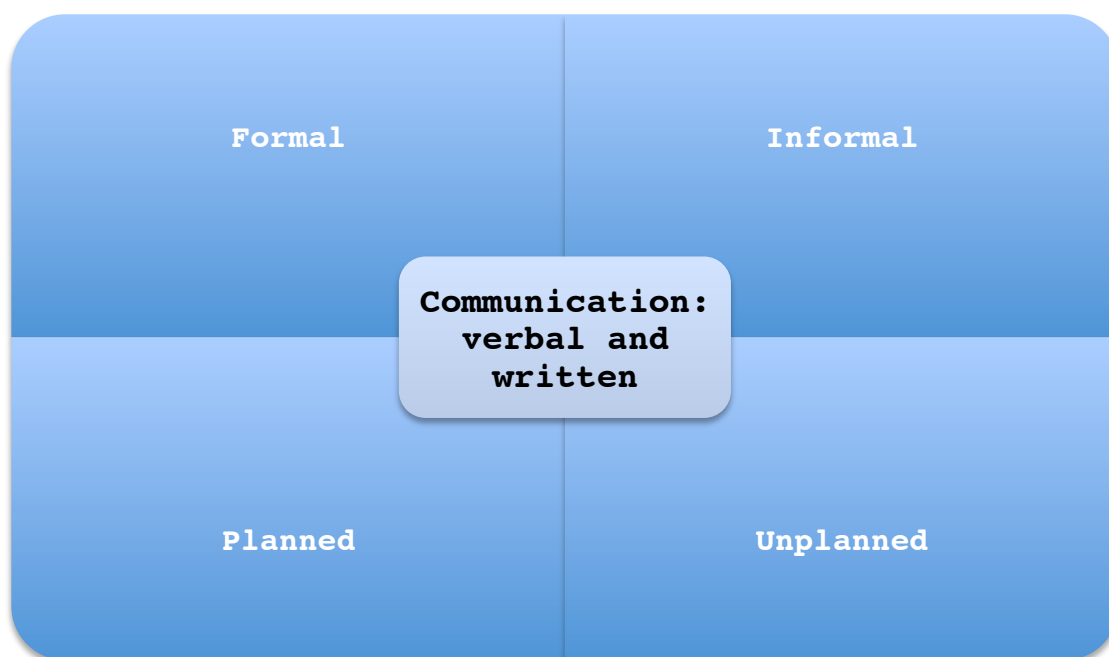 Formal
Informal
Communication:
verbal and
written
Planned
Unplanned